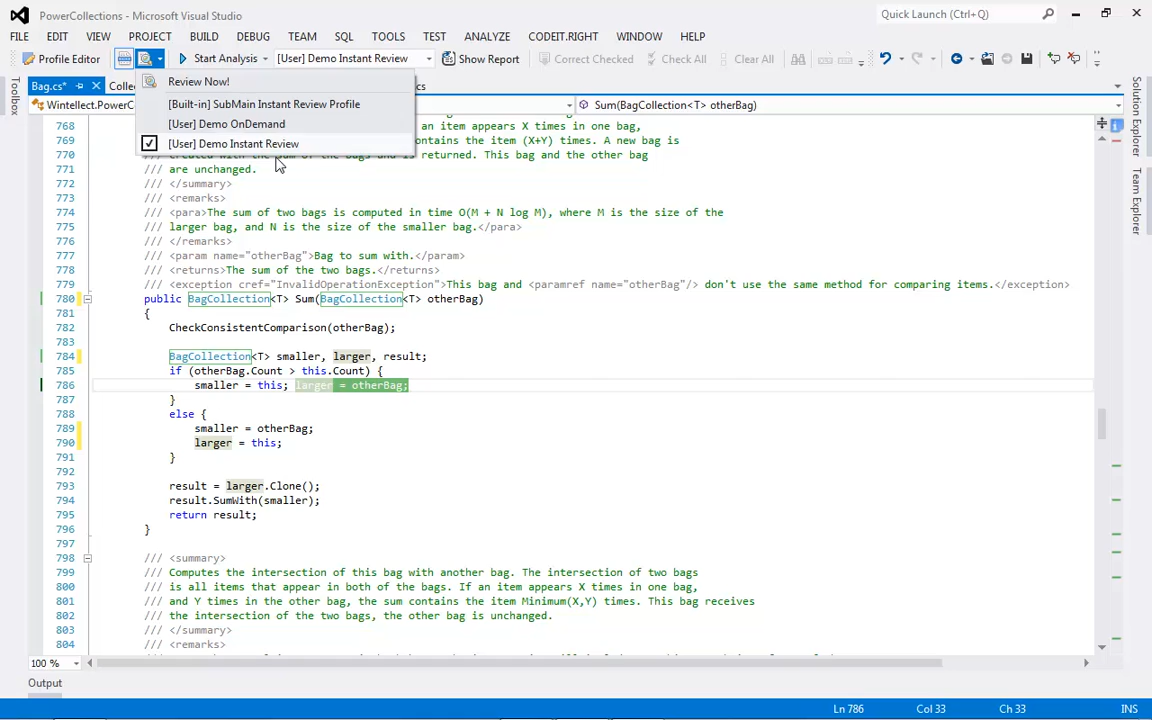 PowerCollections - Microsoft Visual Studio
Quick Launch (Ctrl+Q)
FILE EDIT VIEW PROJECT BUILD DEBUG TEAM SQL TOOLS TEST ANALYZE CODEIT.RIGHT WINDOW HELP
Profile Editor Start Analysis [User] Demo Instant Review Show Report Correct Checked Check All Clear All
Bag.cs* Collec cs
Wintellect.PowerC Sum(BagCollection<T> otherBag)
Review Now!
[Built-in] SubMain Instant Review Profile
[User] Demo OnDemand
[User] Demo Instant Review
Toolbox
Solution Explorer
Team Explorer
768 an item appears X times in one bag,
769 contains the item (X+Y) times. A new bag is
770 created with the sum of the bags and is returned. This bag and the other bag
771 /// are unchanged.
772 /// </summary>
773 /// <remarks>
774 /// <para>The sum of two bags is computed in time O(M + N log M), where M is the size of the
775 /// larger bag, and N is the size of the smaller bag.</para>
776 /// </remarks>
777 /// <param name="otherBag">Bag to sum with.</param>
778 /// <returns>The sum of the two bags.</returns>
779 /// <exception cref="InvalidOperationException">This bag and <paramref name="otherBag"/> don't use the same method for comparing items.</exception>
780 public BagCollection<T> Sum(BagCollection<T> otherBag)
781 {
782 CheckConsistentComparison(otherBag);
783
784 BagCollection<T> smaller, larger, result;
785 if (otherBag.Count > this.Count) {
786 smaller = this; larger = otherBag;
787 }
788 else {
789 smaller = otherBag;
790 larger = this;
791 }
792
793 result = larger.Clone();
794 result.SumWith(smaller);
795 return result;
796 }
797
798 /// <summary>
799 /// Computes the intersection of this bag with another bag. The intersection of two bags
800 /// is all items that appear in both of the bags. If an item appears X times in one bag,
801 /// and Y times in the other bag, the sum contains the item Minimum(X,Y) times. This bag receives
802 /// the intersection of the two bags, the other bag is unchanged.
803 /// </summary>
804 /// <remarks>
100 %
Output
Ln 786 Col 33 Ch 33 INS